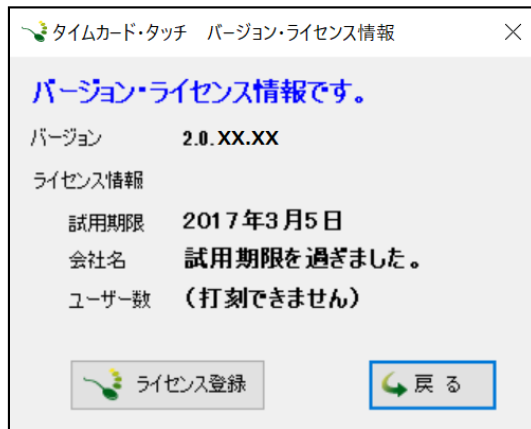 タイムカード・タッチ　バージョン・ライセンス情報
バージョン・ライセンス情報です。
バージョン　2.0.XX.XX
ライセンス情報
試用期限　2017年3月5日
会社名　試用期限を過ぎました。
ユーザー数　（打刻できません）
ライセンス登録　戻 る